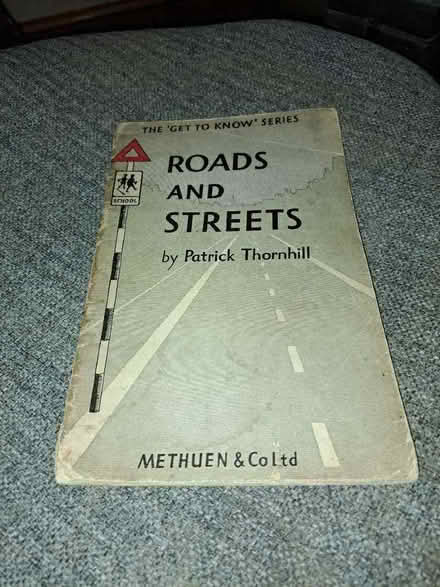 THE 'GET TO KNOW' SERIES
ROADS
AND
STREETS
by Patrick Thornhill
SCHOOL
METHUEN & Co Ltd